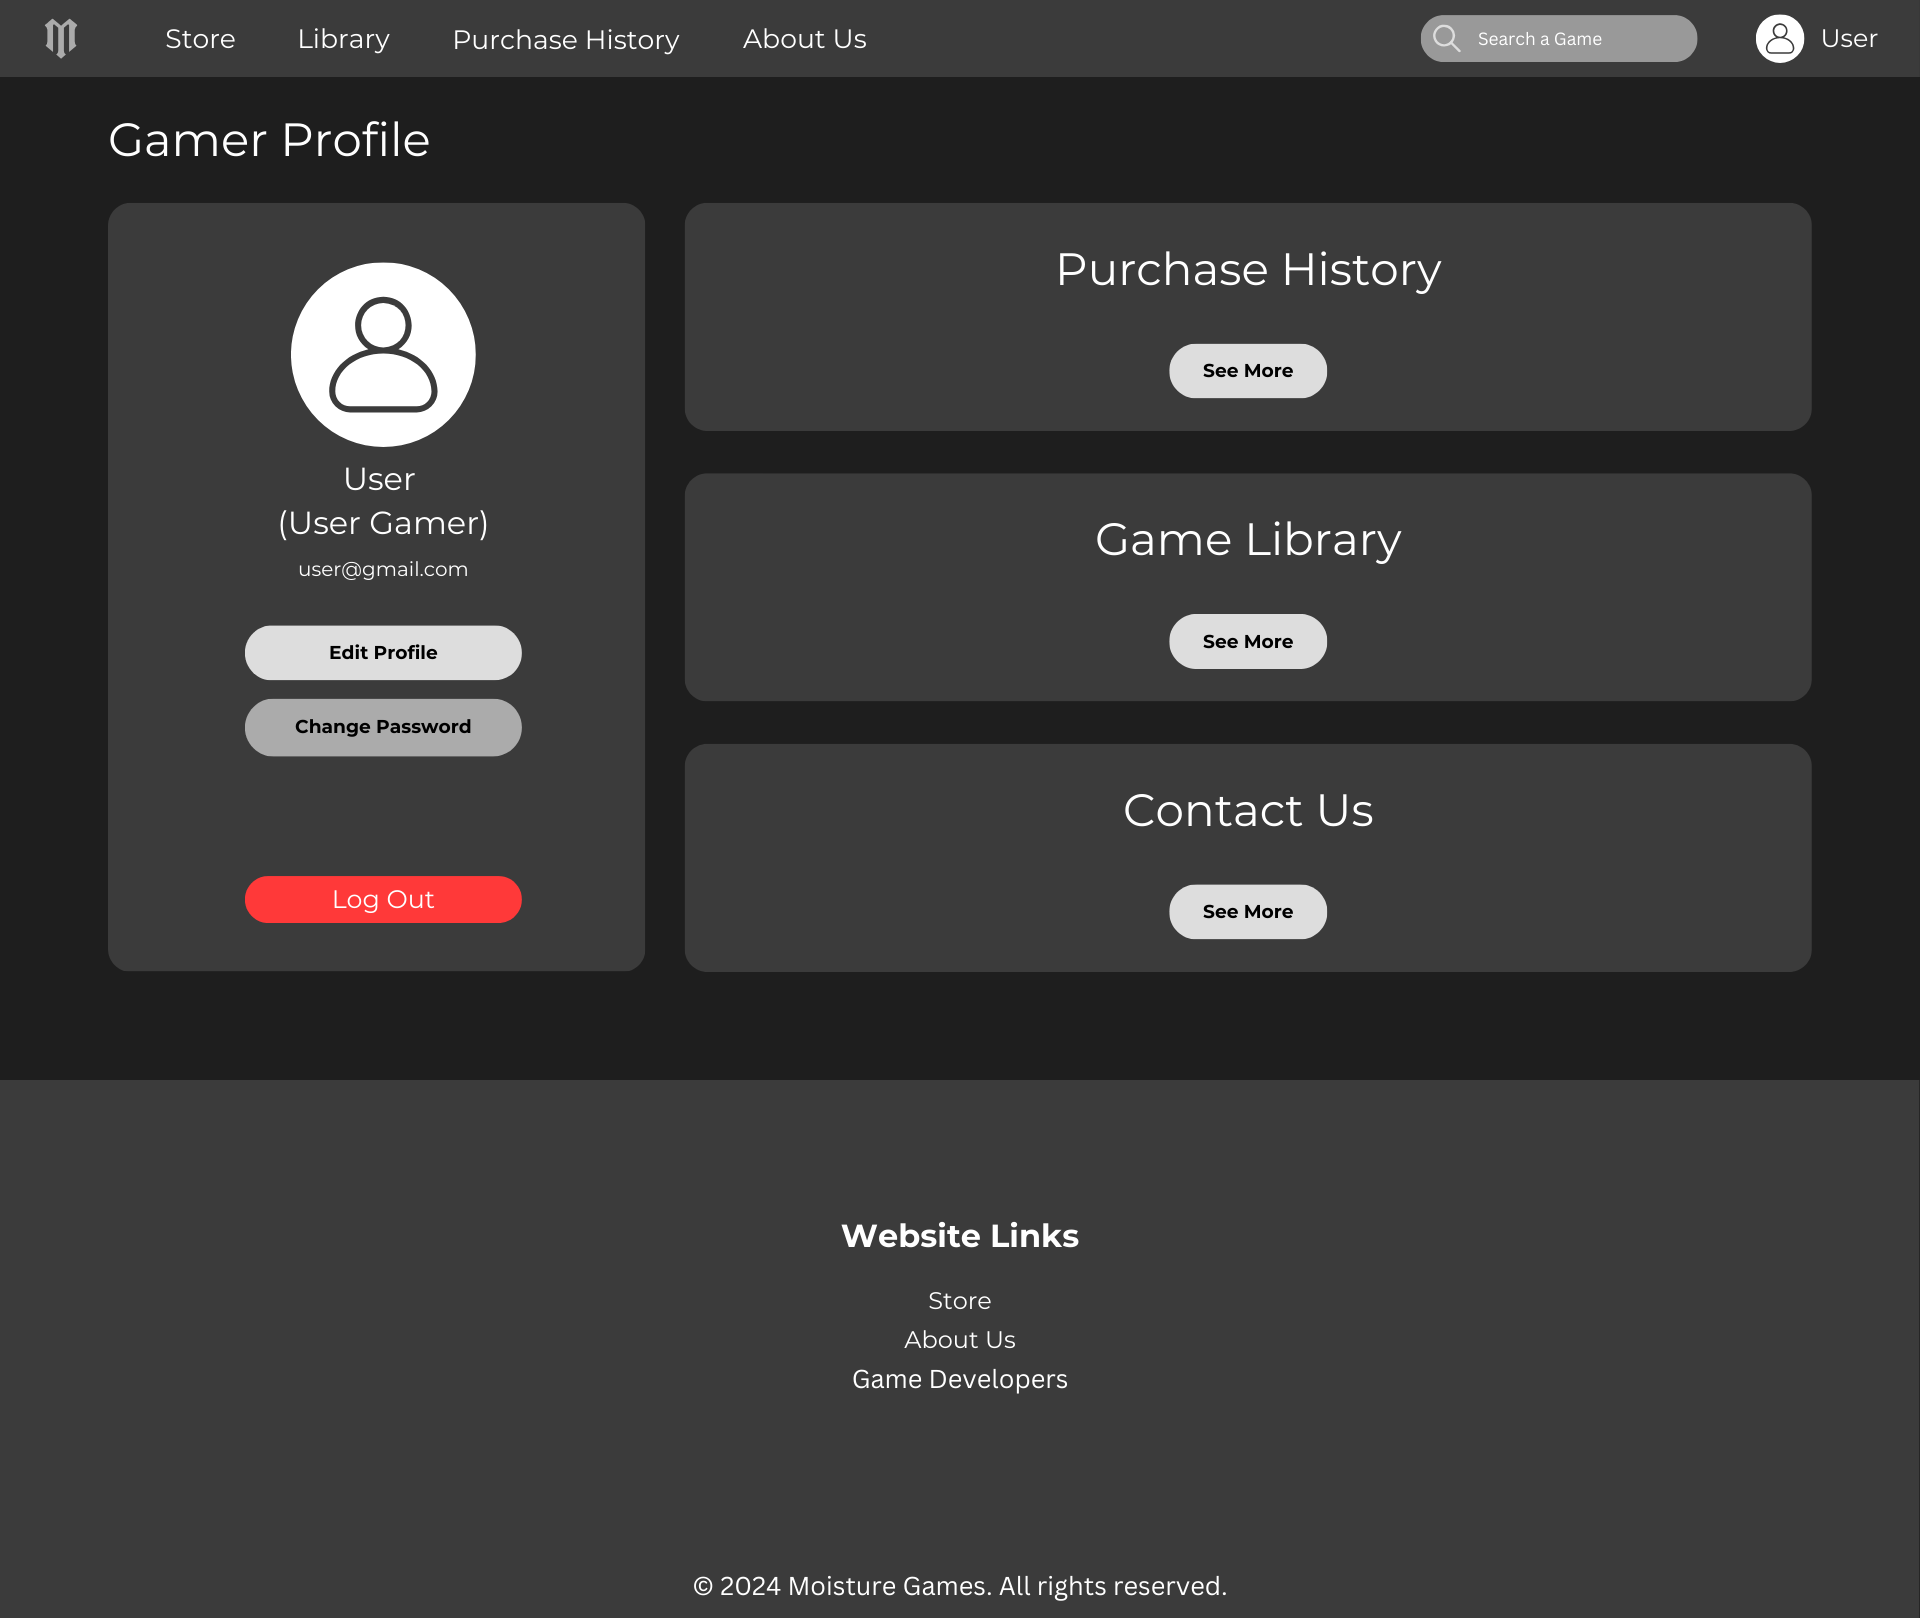 Store
Library
Purchase History
About Us
Search a Game
User
Gamer Profile
User
(User Gamer)
user@gmail.com
Edit Profile
Change Password
Log Out
Purchase History
See More
Game Library
See More
Contact Us
See More
Website Links
Store
About Us
Game Developers
© 2024 Moisture Games. All rights reserved.